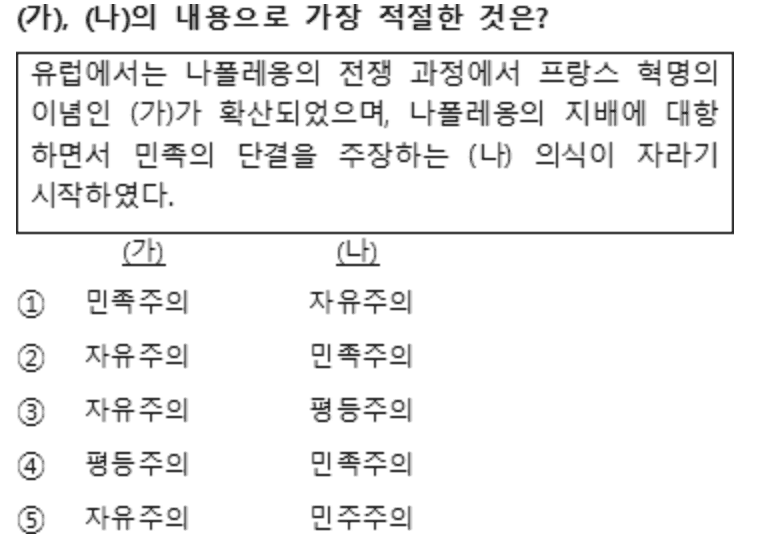 (가), (나)의 내용으로 가장 적절한 것은?
유럽에서는 나폴레옹의 전쟁 과정에서 프랑스 혁명의
이념인 (가)가 확산되었으며, 나폴레옹의 지배에 대항
하면서 민족의 단결을 주장하는 (나) 의식이 자라기
시작하였다.
(가) (나)
① 민족주의 자유주의
② 자유주의 민족주의
③ 자유주의 평등주의
④ 평등주의 민족주의
⑤ 자유주의 민주주의